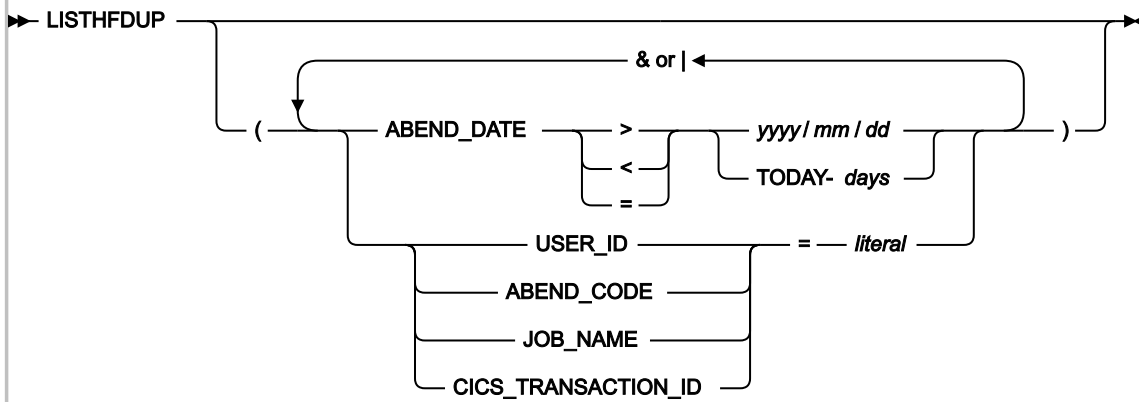 LISTHFDUP
& or |
( ABEND_DATE > yyyy / mm / dd )
< TODAY- days
=
USER_ID = literal
ABEND_CODE
JOB_NAME
CICS_TRANSACTION_ID